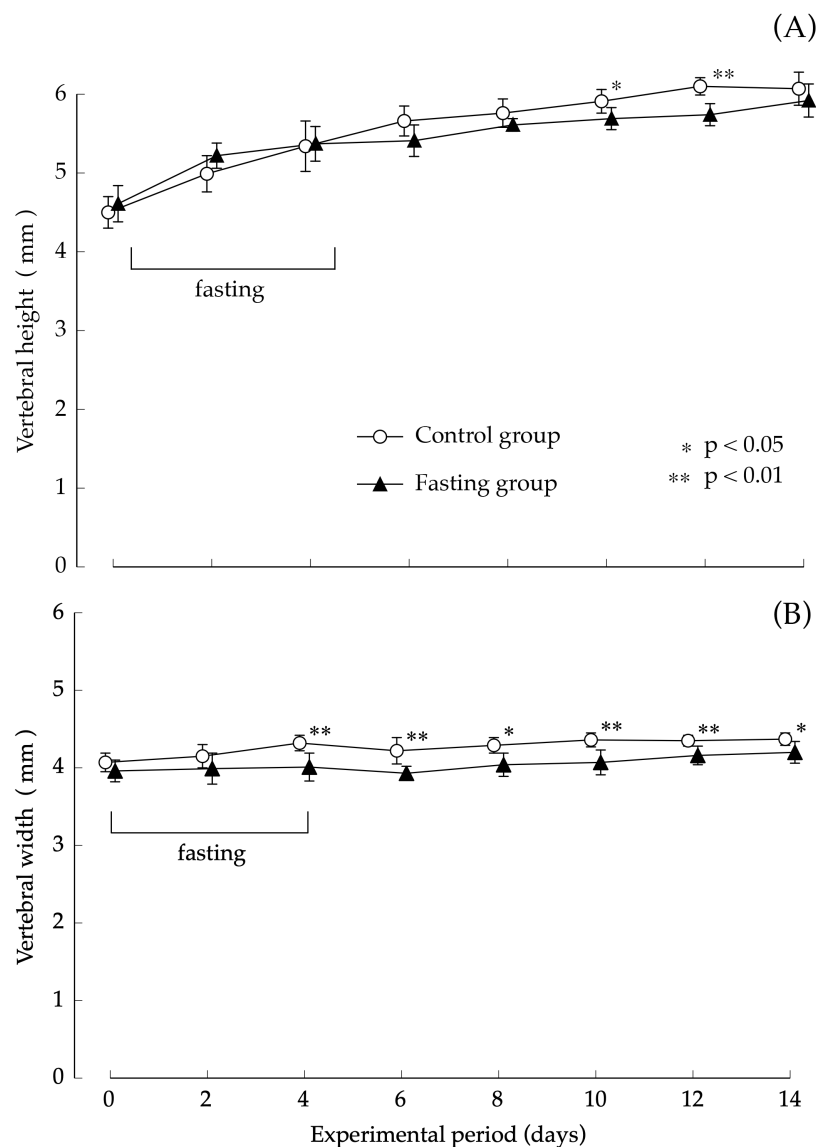 (A)
6
5
4
3
2
1
0
Vertebral height ( mm )
*
**
fasting
Control group
Fasting group
* p < 0.05
** p < 0.01
(B)
6
5
4
3
2
1
0
Vertebral width ( mm )
**
**
*
**
**
*
fasting
0 2 4 6 8 10 12 14
Experimental period (days)